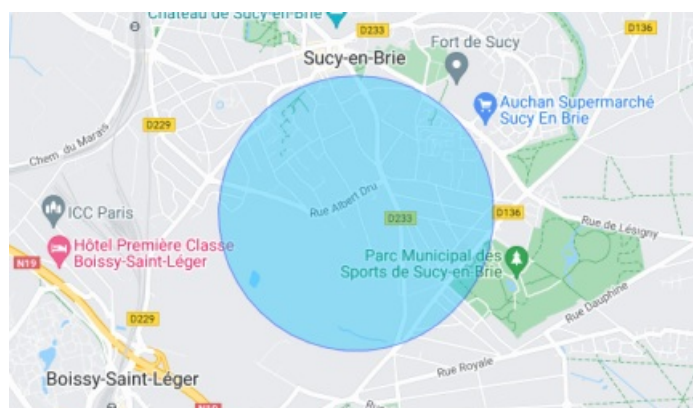 Château de Sucy-en-Brie
D233
D136
Sucy-en-Brie
Fort de Sucy
Auchan Supermarché
Sucy En Brie
D229
Chem. du Marais
Rue Albert Dru
D233
D136
Rue de Lésigny
ICC Paris
Hôtel Première Classe
Boissy-Saint-Léger
N19
Parc Municipal des
Sports de Sucy-en-Brie
Rue Dauphine
D229
Rue Royale
Boissy-Saint-Léger
N19